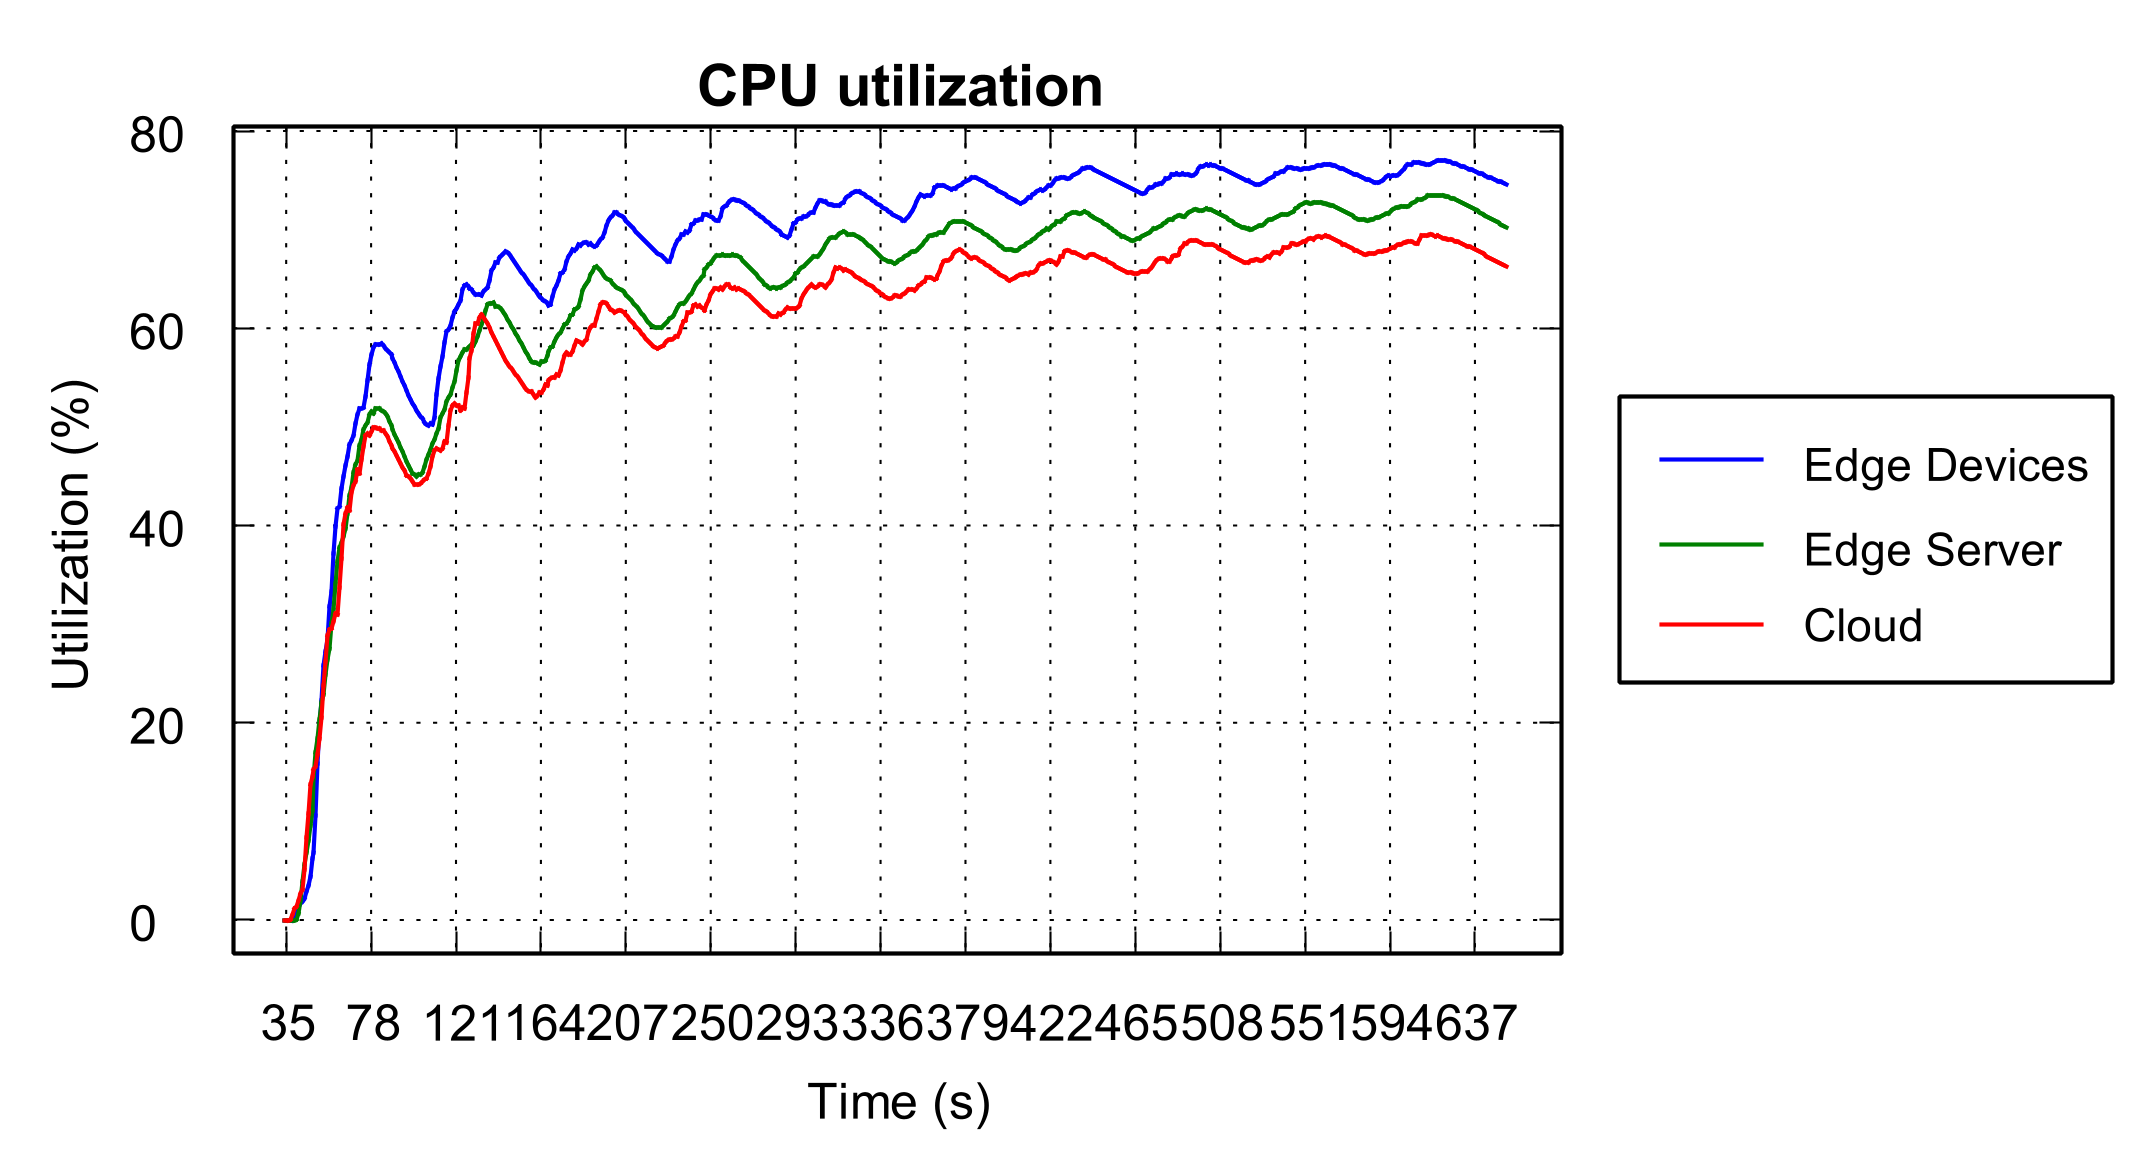 CPU utilization
80
60
40
20
0
Utilization (%)
35 78 121 164 207 250 293 336 379 422 465 508 551 594 637
Time (s)
Edge Devices
Edge Server
Cloud